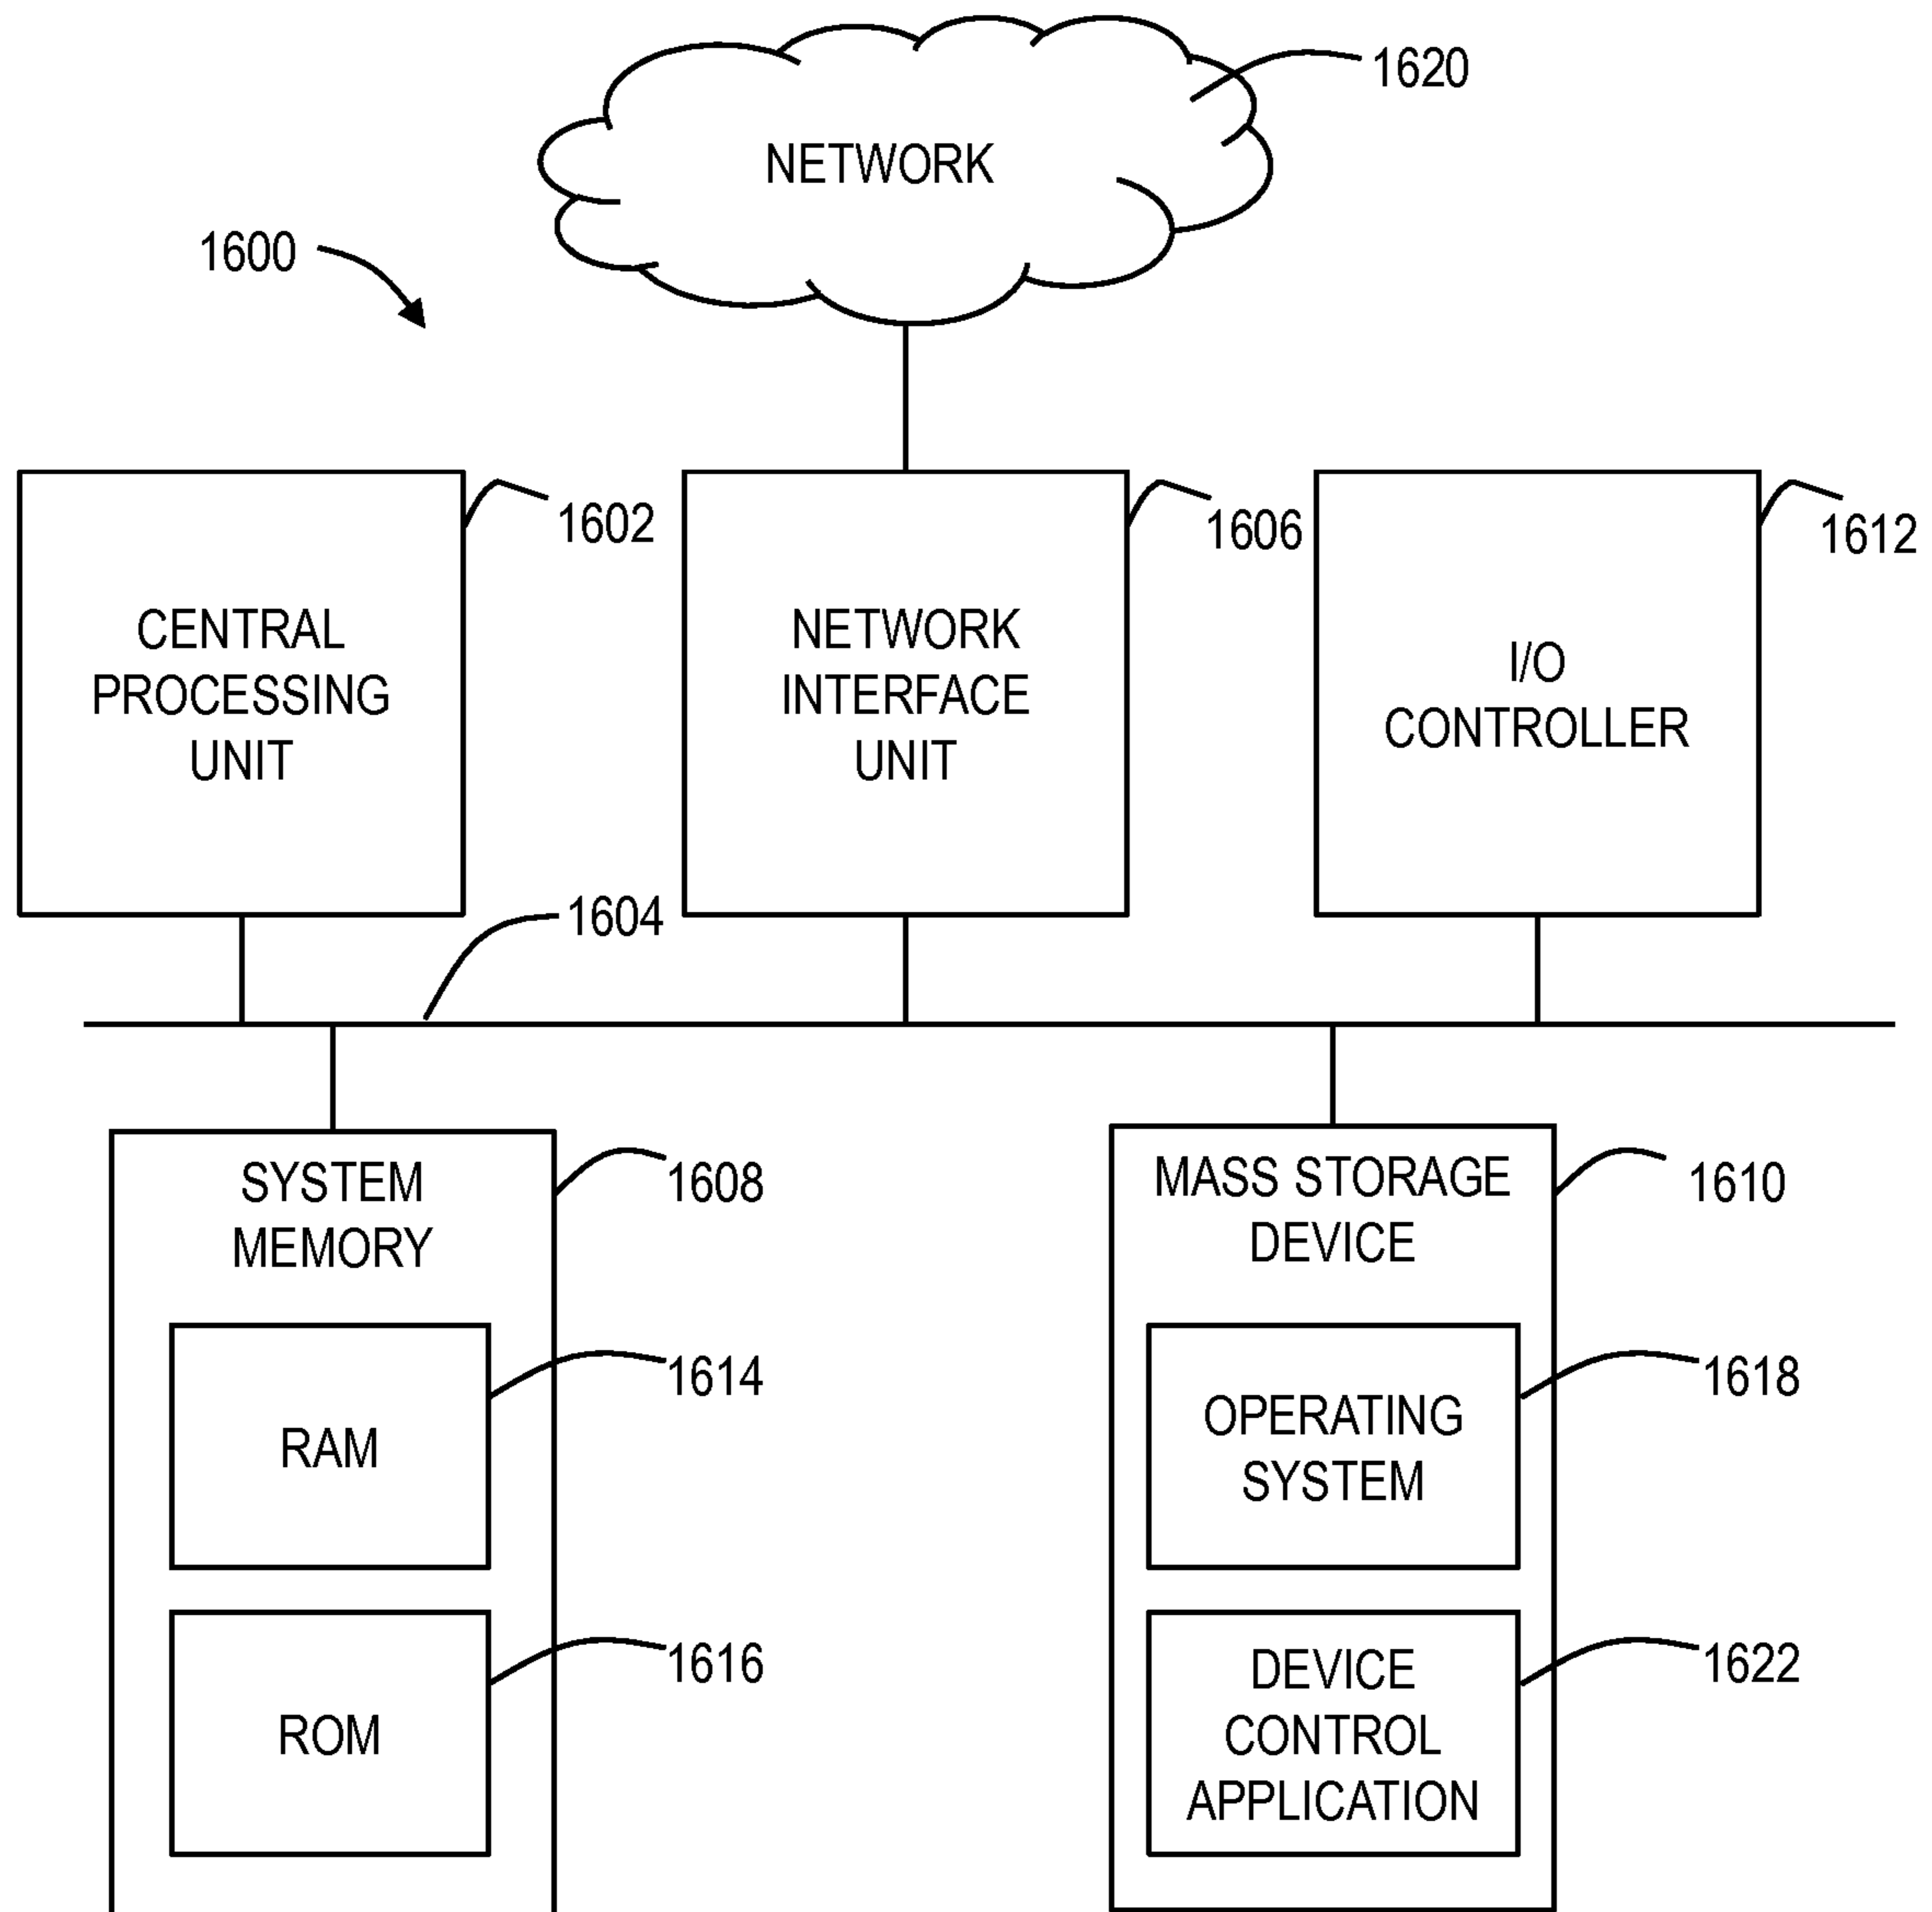 1620
NETWORK
1600
1602
1606
1612
CENTRAL
PROCESSING
UNIT
NETWORK
INTERFACE
UNIT
I/O
CONTROLLER
1604
SYSTEM
MEMORY
1608
MASS STORAGE
DEVICE
1610
RAM
1614
OPERATING
SYSTEM
1618
ROM
1616
DEVICE
CONTROL
APPLICATION
1622